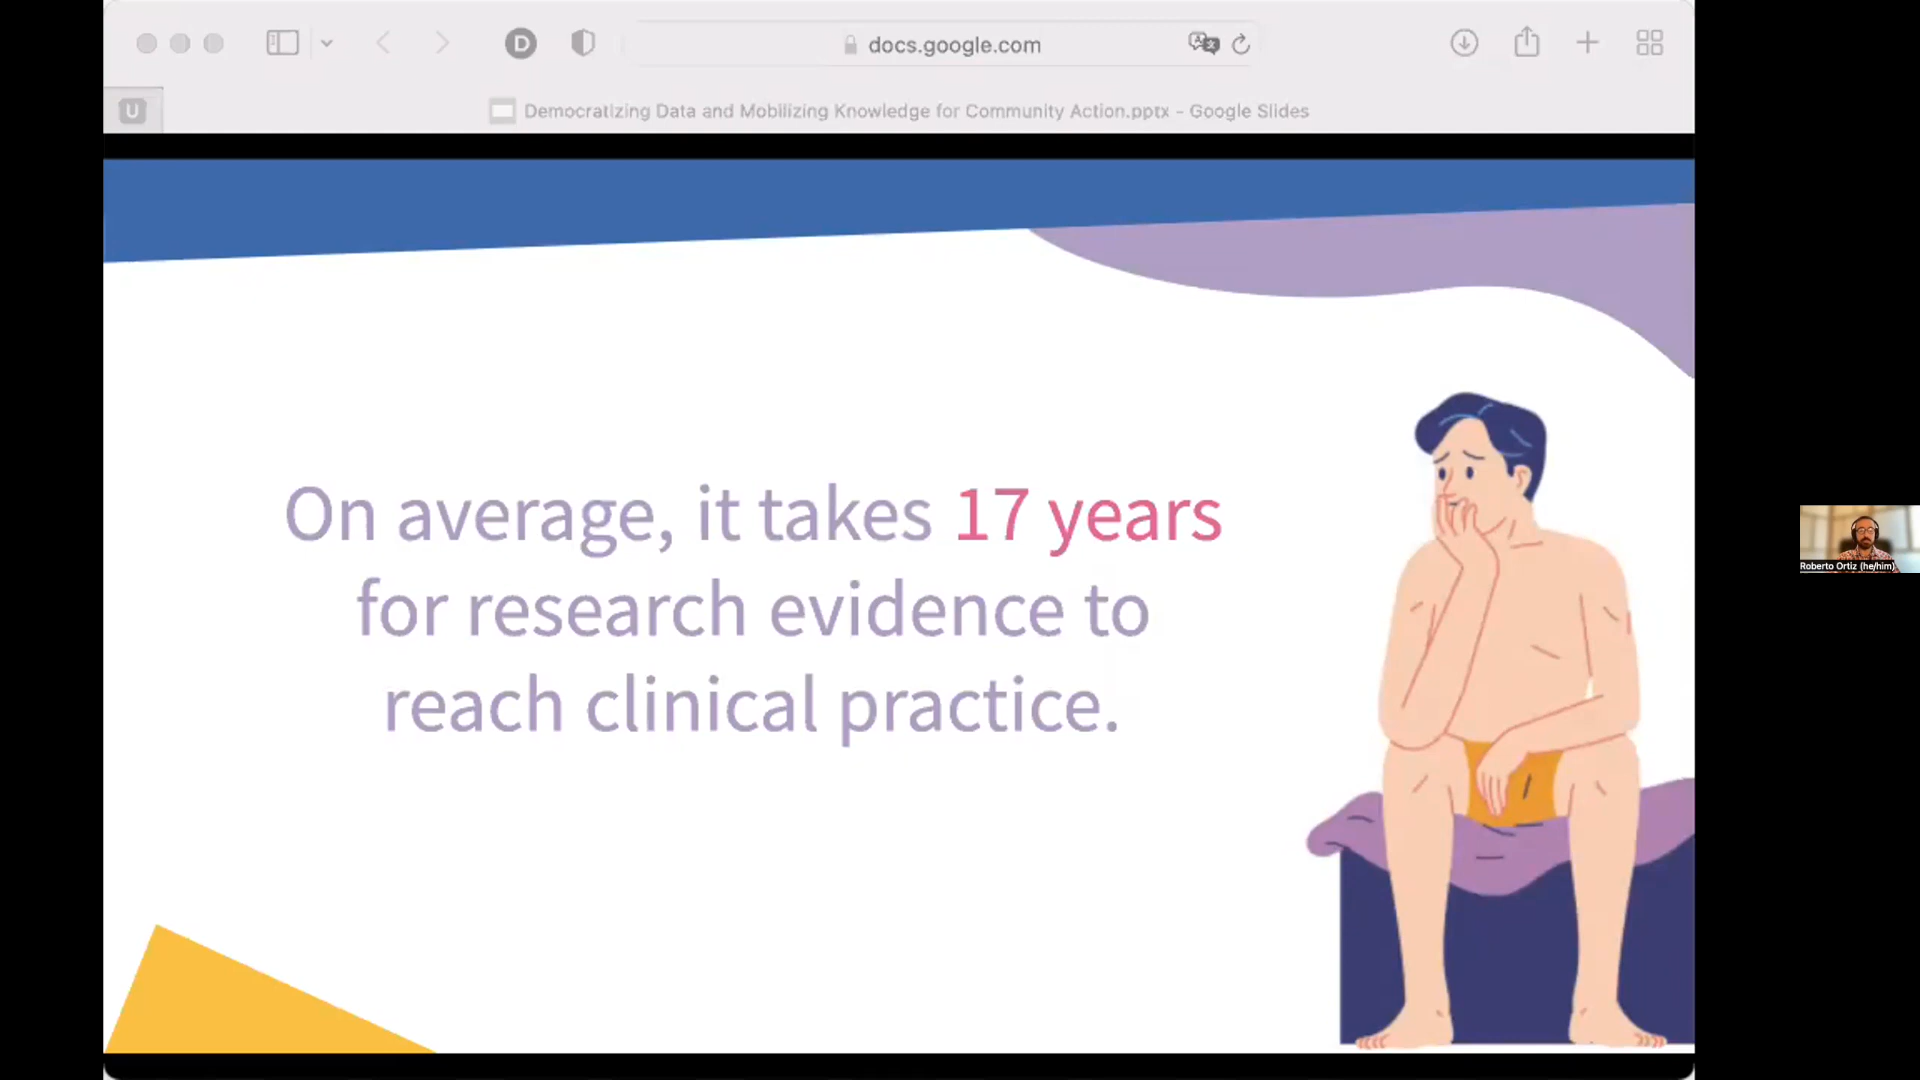 D
docs.google.com
U
Democratizing Data and Mobilizing Knowledge for Community Action.pptx - Google Slides
On average, it takes 17 years
for research evidence to
reach clinical practice.
Roberto Ortiz (he/him)